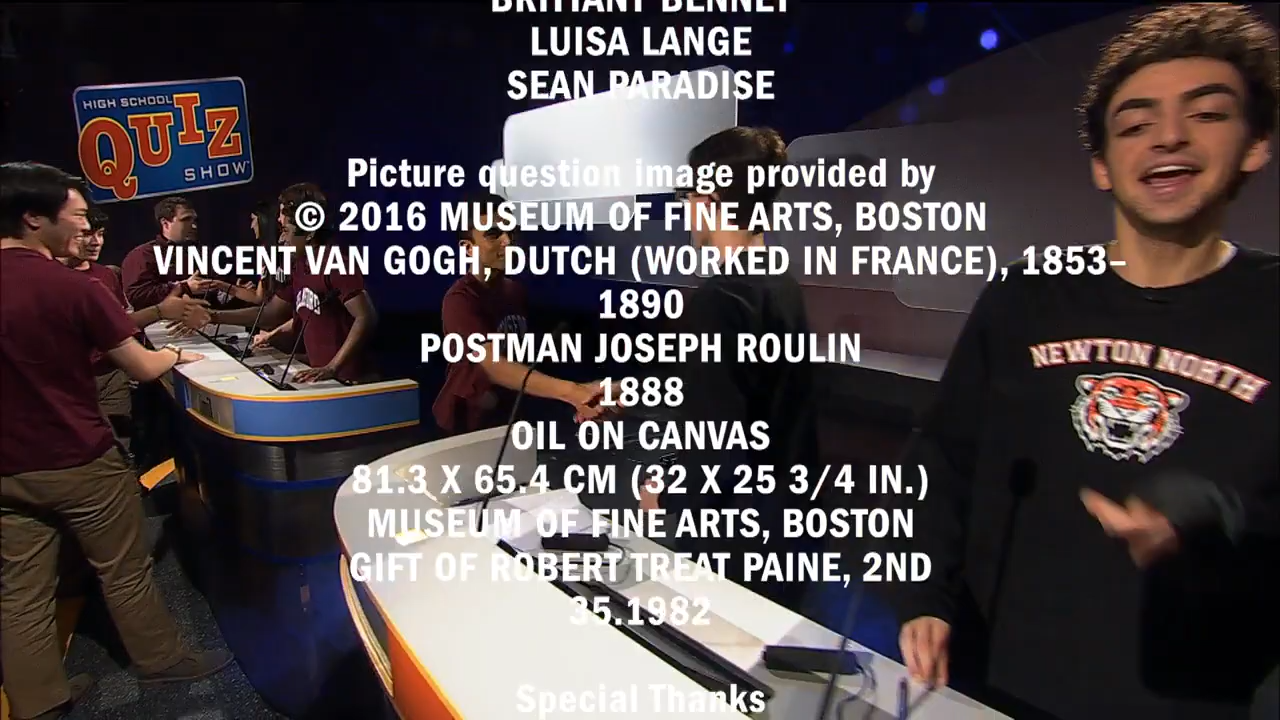 BRITTANY BENNET
LUISA LANGE
SEAN PARADISE
HIGH SCHOOL
QUIZ
SHOW
Picture question image provided by
© 2016 MUSEUM OF FINE ARTS, BOSTON
VINCENT VAN GOGH, DUTCH (WORKED IN FRANCE), 1853–
1890
POSTMAN JOSEPH ROULIN
1888
OIL ON CANVAS
81.3 X 65.4 CM (32 X 25 3/4 IN.)
MUSEUM OF FINE ARTS, BOSTON
GIFT OF ROBERT TREAT PAINE, 2ND
35.1982
Special Thanks
NEWTON NORTH